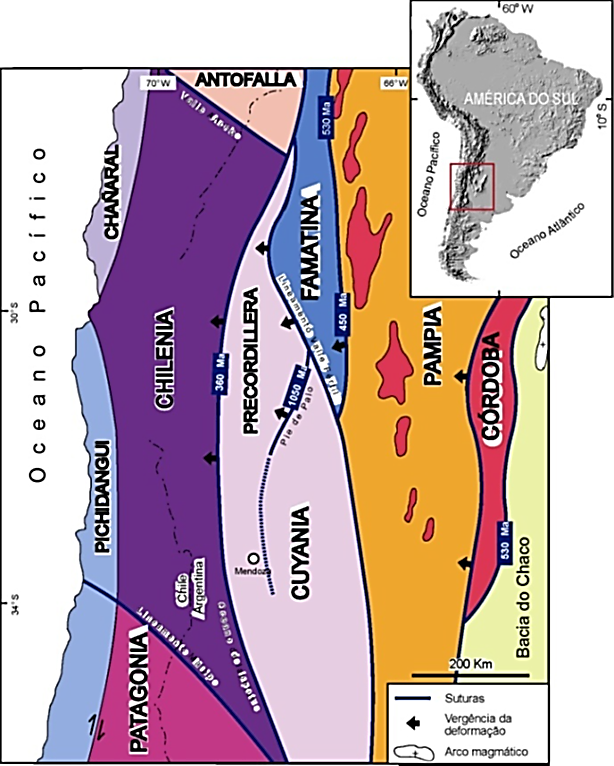 60° W
AMÉRICA DO SUL
10° S
Oceano Pacífico
Oceano Atlântico
70° W
66° W
ANTOFALLA
530 Ma
CHAÑARAL
Oceano Pacífico
FAMATINA
30° S
450 Ma
PAMPIA
CHILENIA
PRECORDILLERA
360 Ma
1050 Ma
Pie de Palo
CÓRDOBA
PICHIDANGUI
530 Ma
CUYANIA
Mendoza
Chile
Argentina
34° S
Bacia do Chaco
Lineamento Maipo
PATAGONIA
200 Km
Suturas
Vergência da
deformação
Arco magmático